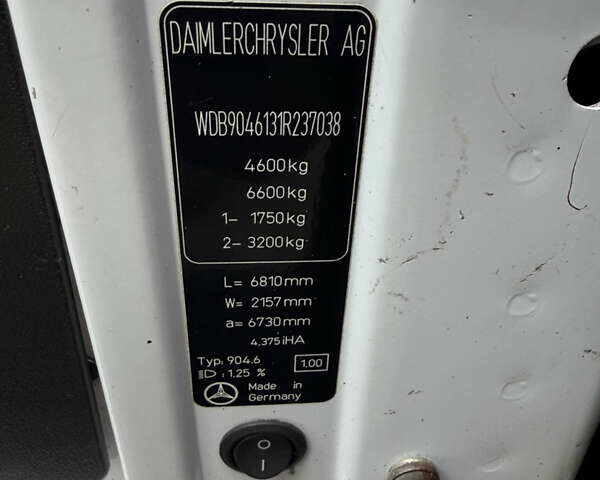 DAIMLERCHRYSLER AG
WDB9046131R237038
4600kg
6600kg
1- 1750kg
2- 3200kg
L= 6810mm
W= 2157mm
a= 6730mm
4.375iHA
Typ: 904.6 1.00
: 1.25 %
Made in
Germany
O
I